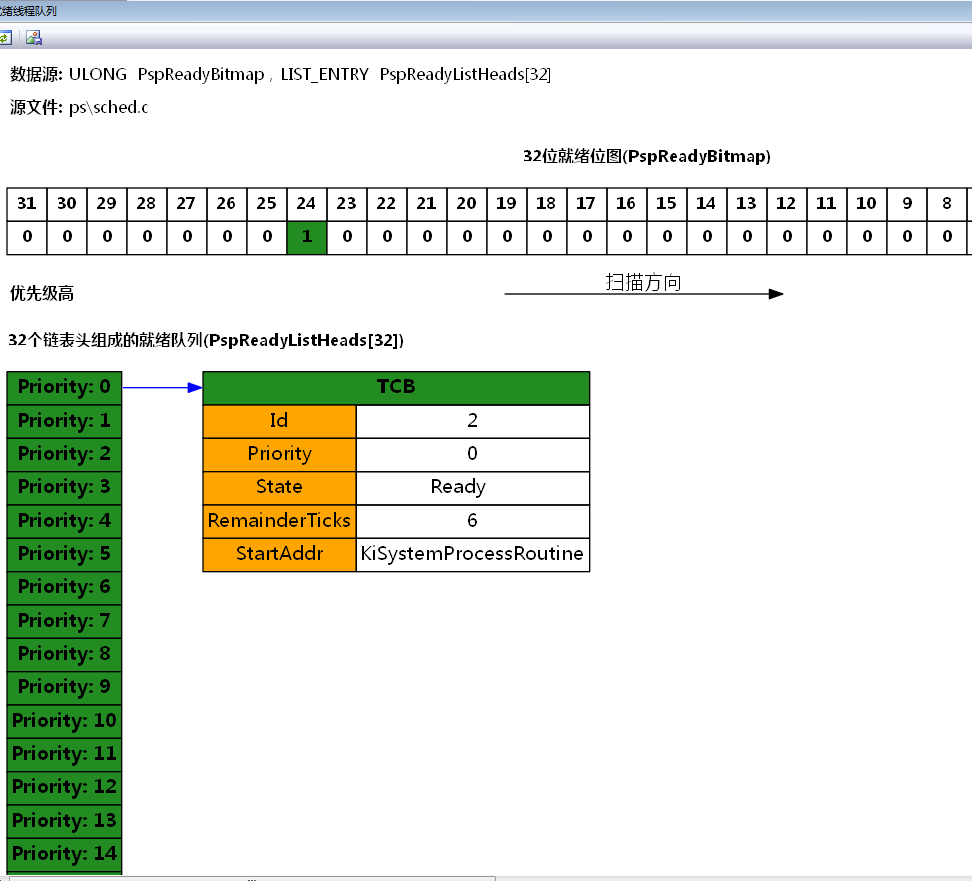 绪线程队列
数据源: ULONG PspReadyBitmap , LIST_ENTRY PspReadyListHeads[32]
源文件: ps\sched.c
32位就绪位图(PspReadyBitmap)
31 30 29 28 27 26 25 24 23 22 21 20 19 18 17 16 15 14 13 12 11 10 9 8
0 0 0 0 0 0 0 1 0 0 0 0 0 0 0 0 0 0 0 0 0 0 0 0
扫描方向
优先级高
32个链表头组成的就绪队列(PspReadyListHeads[32])
Priority: 0 TCB
Priority: 1 Id 2
Priority: 2 Priority 0
Priority: 3 State Ready
Priority: 4 RemainderTicks 6
Priority: 5 StartAddr KiSystemProcessRoutine
Priority: 6
Priority: 7
Priority: 8
Priority: 9
Priority: 10
Priority: 11
Priority: 12
Priority: 13
Priority: 14